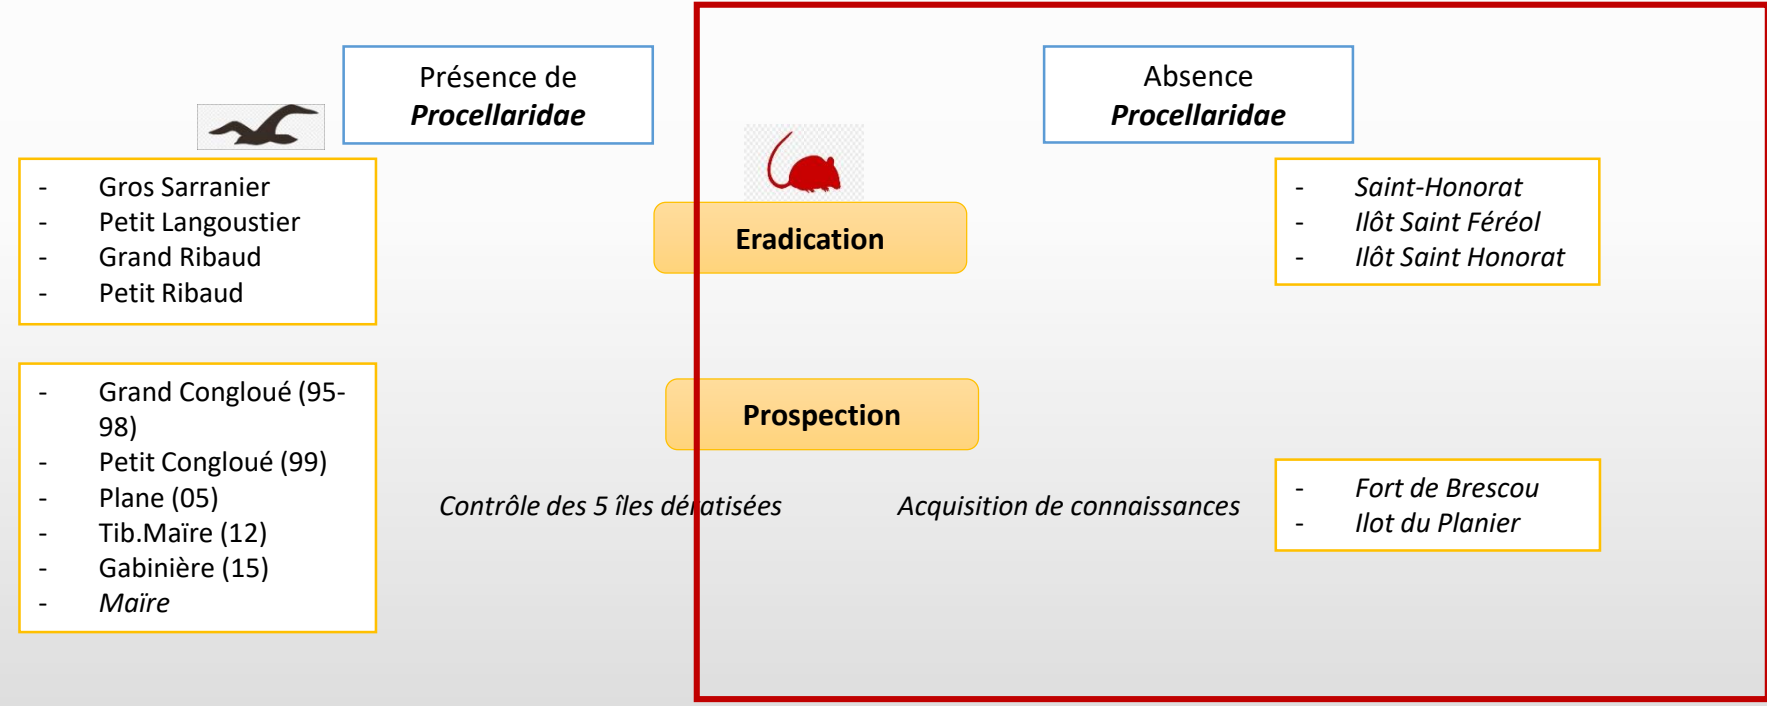 Présence de
Procellaridae
Absence
Procellaridae
- Gros Sarranier
- Petit Langoustier
- Grand Ribaud
- Petit Ribaud
Eradication
- Saint-Honorat
- Ilôt Saint Féréol
- Ilôt Saint Honorat
- Grand Congloué (95-
98)
- Petit Congloué (99)
- Plane (05)
- Tib.Maïre (12)
- Gabinière (15)
- Maïre
Prospection
Contrôle des 5 îles dératisées
Acquisition de connaissances
- Fort de Brescou
- Ilot du Planier